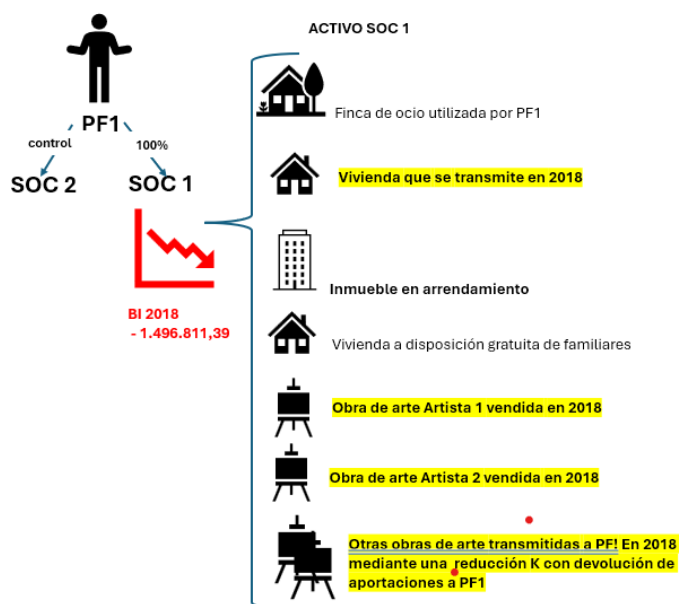 ACTIVO SOC 1
PF1
control
100%
SOC 2
SOC 1
BI 2018
- 1.496.811,39
Finca de ocio utilizada por PF1
Vivienda que se transmite en 2018
Inmueble en arrendamiento
Vivienda a disposición gratuita de familiares
Obra de arte Artista 1 vendida en 2018
Obra de arte Artista 2 vendida en 2018
Otras obras de arte transmitidas a PF! En 2018
mediante una reducción K con devolución de
aportaciones a PF1